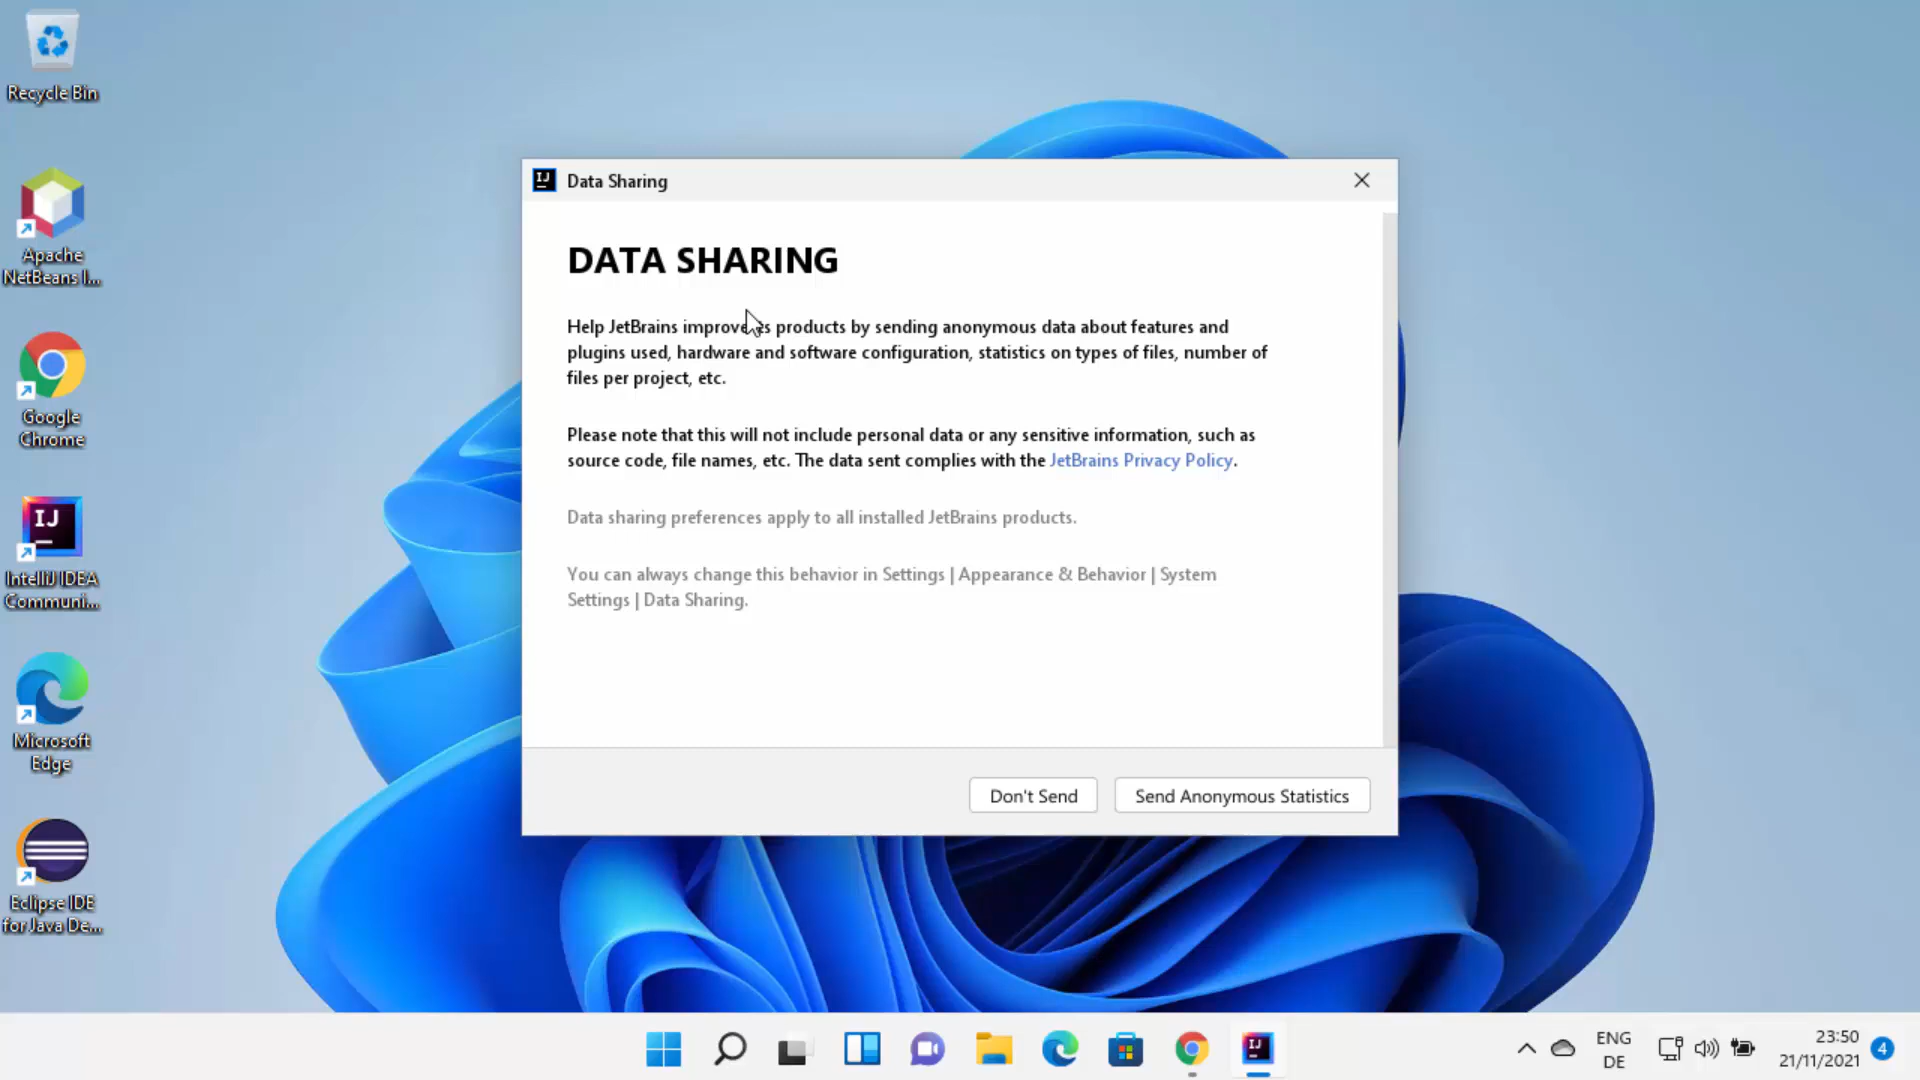 Recycle Bin
Apache
NetBeans I...
Google
Chrome
IJ
IntelliJ IDEA
Communi...
Microsoft
Edge
Eclipse IDE
for Java De...
IJ
Data Sharing
DATA SHARING
Help JetBrains improve its products by sending anonymous data about features and
plugins used, hardware and software configuration, statistics on types of files, number of
files per project, etc.
Please note that this will not include personal data or any sensitive information, such as
source code, file names, etc. The data sent complies with the JetBrains Privacy Policy.
Data sharing preferences apply to all installed JetBrains products.
You can always change this behavior in Settings | Appearance & Behavior | System
Settings | Data Sharing.
Don't Send
Send Anonymous Statistics
IJ
ENG
DE
23:50
21/11/2021
4